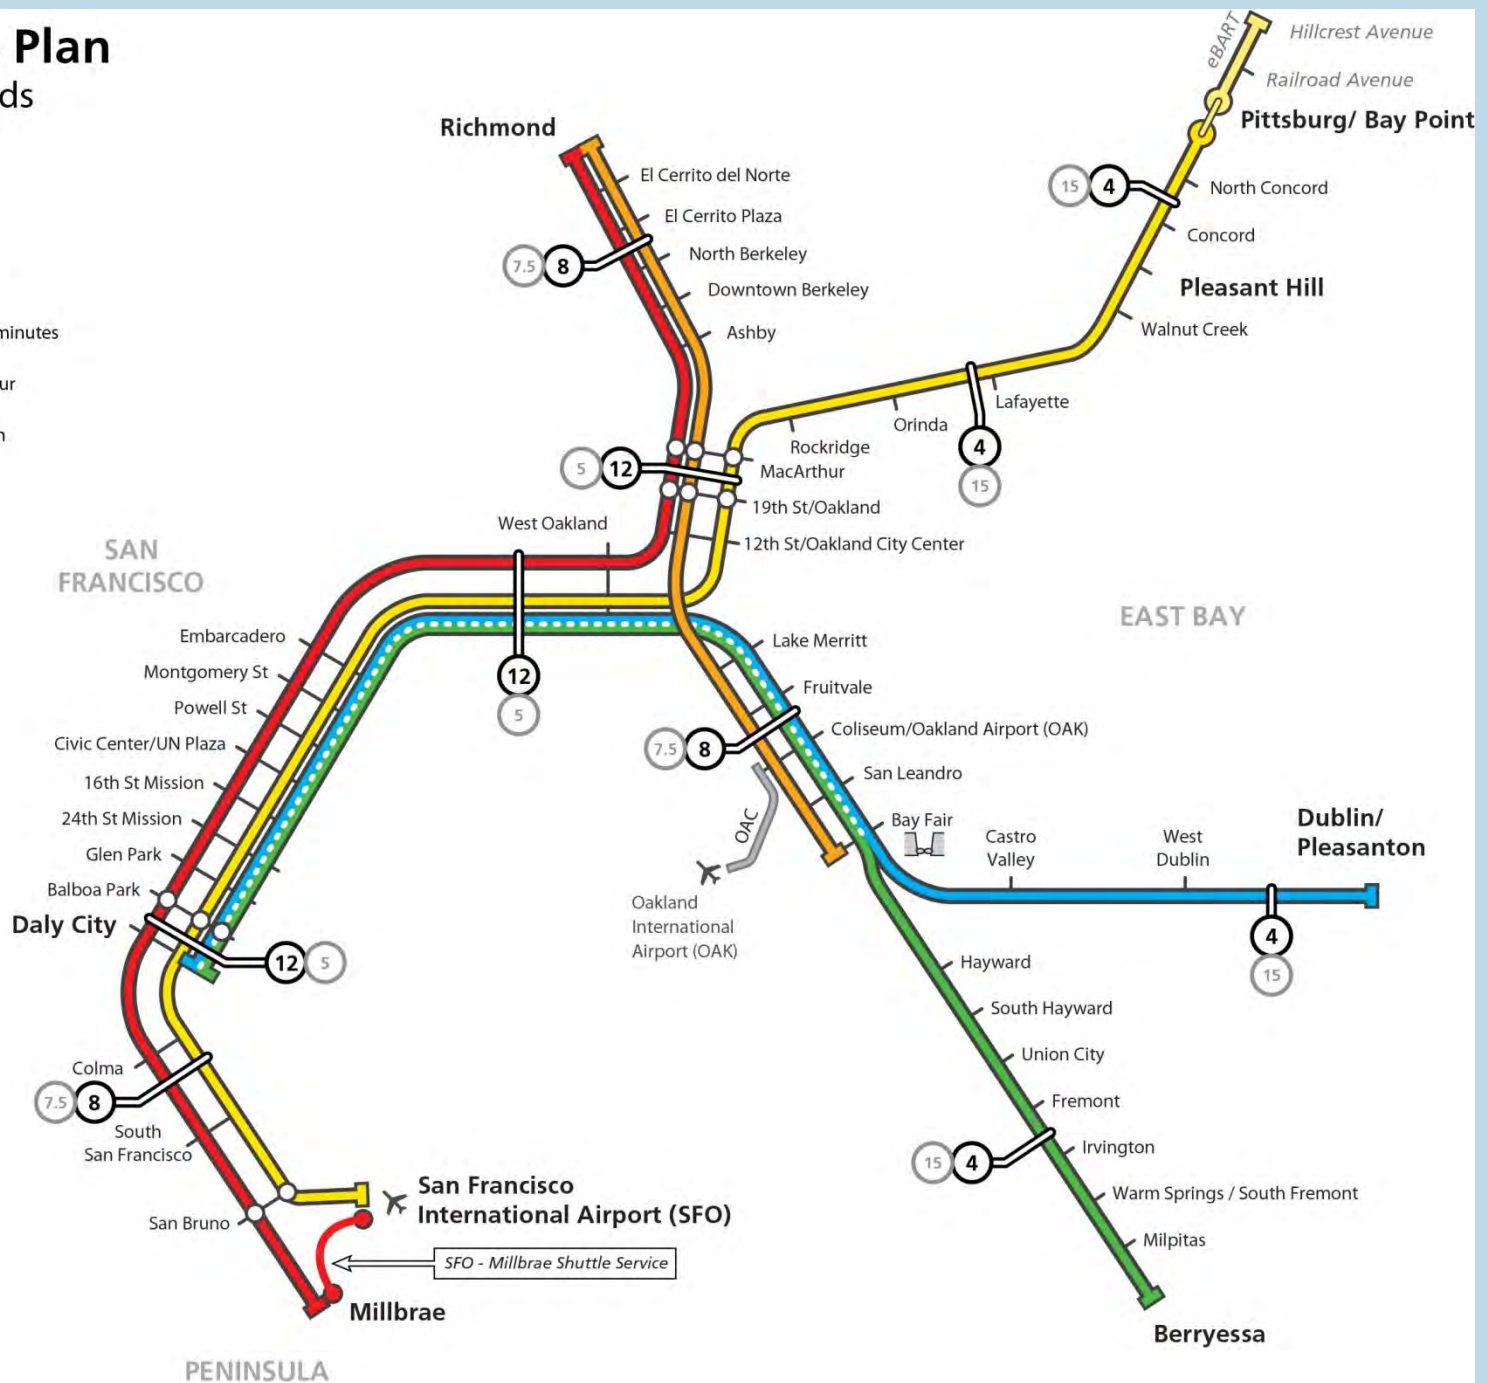 Plan
ds
minutes
ur
n
Hillcrest Avenue
eBART
Railroad Avenue
Pittsburg/ Bay Point
Richmond
El Cerrito del Norte
15 4
North Concord
El Cerrito Plaza
Concord
North Berkeley
7.5 8
Pleasant Hill
Downtown Berkeley
Walnut Creek
Ashby
Lafayette
Orinda
4
15
Rockridge
5 12
MacArthur
19th St/Oakland
West Oakland
12th St/Oakland City Center
SAN
FRANCISCO
EAST BAY
Embarcadero
Lake Merritt
Montgomery St
12
5
Fruitvale
Powell St
Coliseum/Oakland Airport (OAK)
Civic Center/UN Plaza
7.5 8
San Leandro
16th St Mission
OAC
Bay Fair
24th St Mission
Castro
Valley
West
Dublin
Dublin/
Pleasanton
Glen Park
Balboa Park
Oakland
International
Airport (OAK)
Daly City
4
15
12 5
Hayward
South Hayward
Union City
Colma
7.5 8
Fremont
South
San Francisco
Irvington
15 4
San Francisco
International Airport (SFO)
Warm Springs / South Fremont
San Bruno
Milpitas
SFO - Millbrae Shuttle Service
Millbrae
Berryessa
PENINSULA